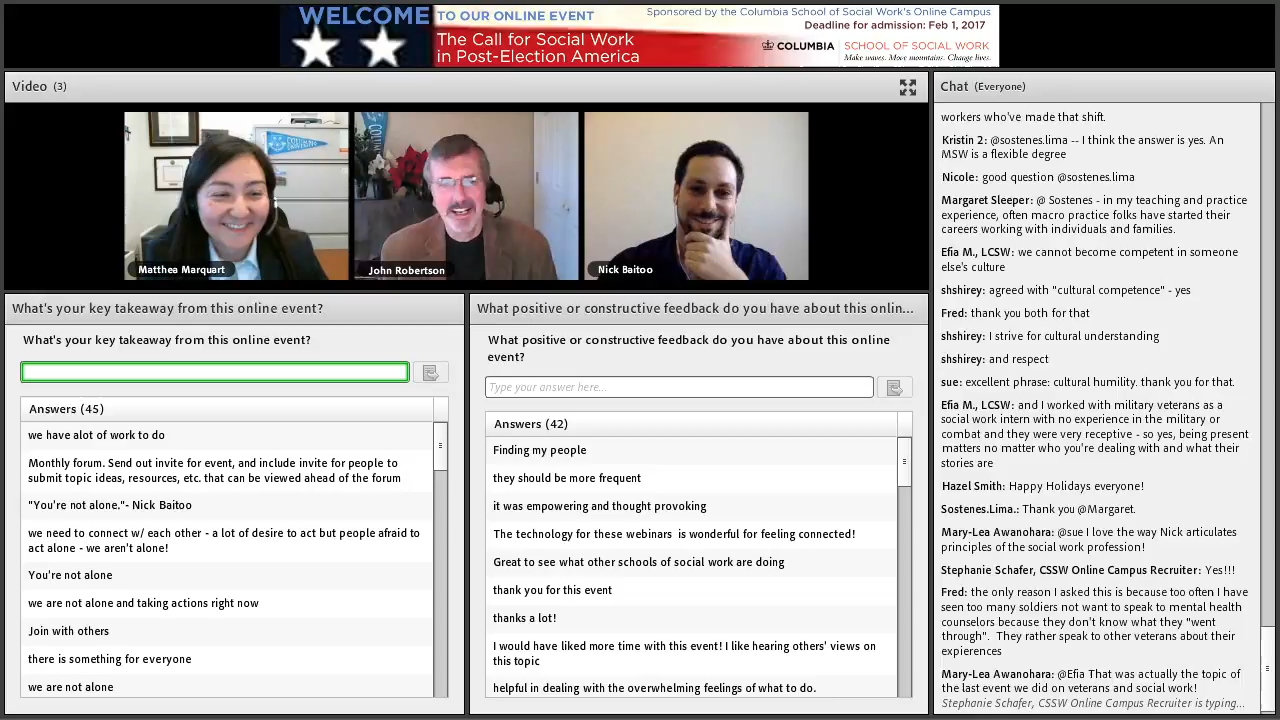 WELCOME TO OUR ONLINE EVENT
The Call for Social Work
in Post-Election America
Sponsored by the Columbia School of Social Work's Online Campus
Deadline for admission: Feb 1, 2017
COLUMBIA SCHOOL OF SOCIAL WORK
Make waves. Move mountains. Change lives.
Video (3)
COLUMBIA
Matthea Marquart
John Robertson
Nick Baitoo
What's your key takeaway from this online event?
What's your key takeaway from this online event?
Answers (45)
we have alot of work to do
Monthly forum. Send out invite for event, and include invite for people to
submit topic ideas, resources, etc. that can be viewed ahead of the forum
"You're not alone."- Nick Baitoo
we need to connect w/ each other - a lot of desire to act but people afraid to
act alone - we aren't alone!
You're not alone
we are not alone and taking actions right now
Join with others
there is something for everyone
we are not alone
What positive or constructive feedback do you have about this onlin...
What positive or constructive feedback do you have about this online
event?
Type your answer here...
Answers (42)
Finding my people
they should be more frequent
it was empowering and thought provoking
The technology for these webinars is wonderful for feeling connected!
Great to see what other schools of social work are doing
thank you for this event
thanks a lot!
I would have liked more time with this event! I like hearing others' views on
this topic
helpful in dealing with the overwhelming feelings of what to do.
Chat (Everyone)
workers who've made that shift.
Kristin 2: @sostenes.lima -- I think the answer is yes. An
MSW is a flexible degree
Nicole: good question @sostenes.lima
Margaret Sleeper: @ Sostenes - in my teaching and practice
experience, often macro practice folks have started their
careers working with individuals and families.
Efia M., LCSW: we cannot become competent in someone
else's culture
shshirey: agreed with "cultural competence" - yes
Fred: thank you both for that
shshirey: I strive for cultural understanding
shshirey: and respect
sue: excellent phrase: cultural humility. thank you for that.
Efia M., LCSW: and I worked with military veterans as a
social work intern with no experience in the military or
combat and they were very receptive - so yes, being present
matters no matter who you're dealing with and what their
stories are
Hazel Smith: Happy Holidays everyone!
Sostenes.Lima.: Thank you @Margaret.
Mary-Lea Awanohara: @sue I love the way Nick articulates
principles of the social work profession!
Stephanie Schafer, CSSW Online Campus Recruiter: Yes!!!
Fred: the only reason I asked this is because too often I have
seen too many soldiers not want to speak to mental health
counselors because they don't know what they "went
through". They rather speak to other veterans about their
expierences
Mary-Lea Awanohara: @Efia That was actually the topic of
the last event we did on veterans and social work!
Stephanie Schafer, CSSW Online Campus Recruiter is typing...